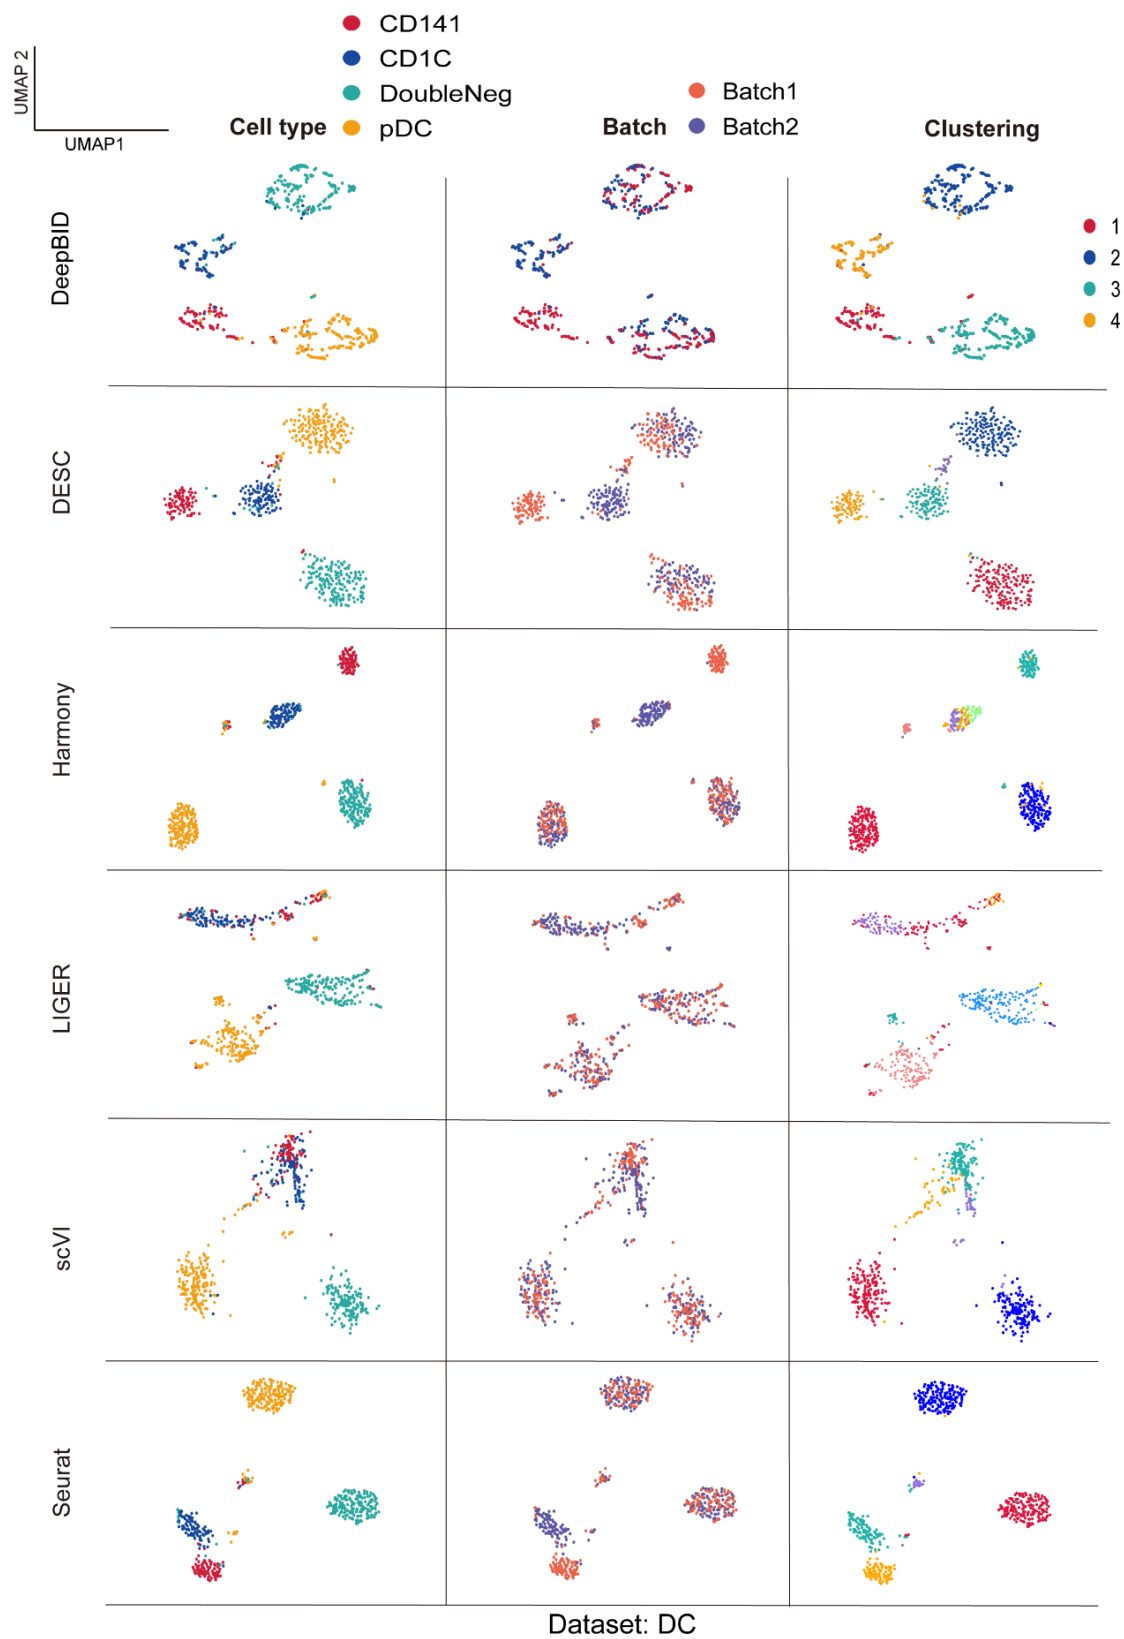 CD141
CD1C
DoubleNeg
pDC
UMAP 2
UMAP1
Batch1
Batch2
Cell type
Batch
Clustering
1
2
3
4
DeepBID
DESC
Harmony
LIGER
scVI
Seurat
Dataset: DC